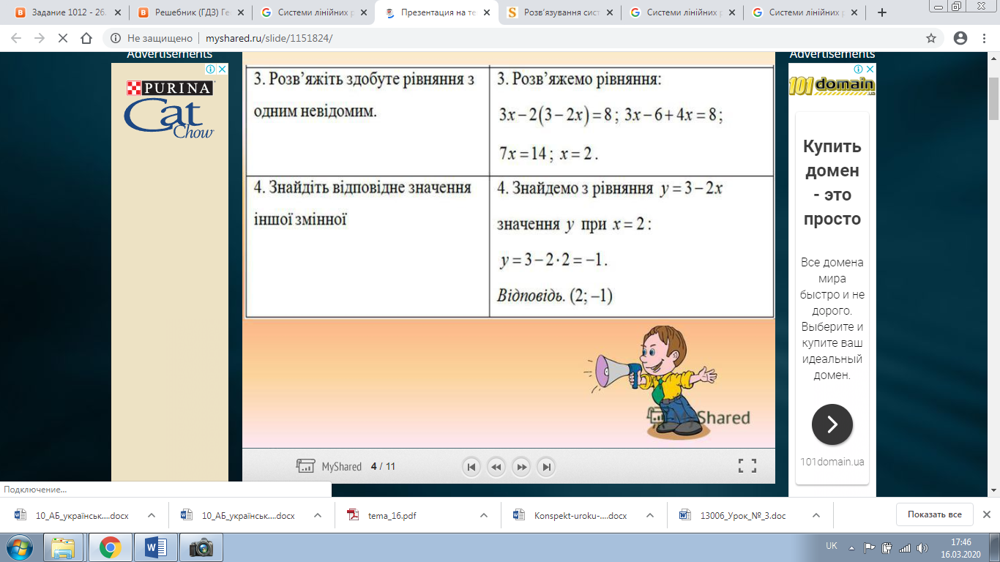 Задание 1012 - 26.
Решебник (ГДЗ) Ге
Системи лінійних р
Презентация на те
Розв'язування сист
Системи лінійних р
Системи лінійних р
Не защищено
myshared.ru/slide/1151824/
Advertisements
Advertisements
PURINA
Cat
Chow
3. Розв’яжіть здобуте рівняння з
одним невідомим.
3. Розв’яжемо рівняння:
3x − 2(3 − 2x) = 8 ; 3x − 6 + 4x = 8 ;
7x = 14 ; x = 2 .
4. Знайдіть відповідне значення
іншої змінної
4. Знайдемо з рівняння y = 3 − 2x
значення y при x = 2 :
y = 3 − 2 · 2 = −1 .
Відповідь. (2; −1)
Shared
101domain
.ua
Купить
домен
- это
просто
Все домена
мира
быстро и не
дорого.
Выберите и
купите ваш
идеальный
домен.
101domain.ua
MyShared 4 / 11
Подключение...
10_АБ_українськ....docx
10_АБ_українськ....docx
tema_16.pdf
Konspekt-uroku-....docx
13006_Урок_№_3.doc
Показать все
UK
17:46
16.03.2020